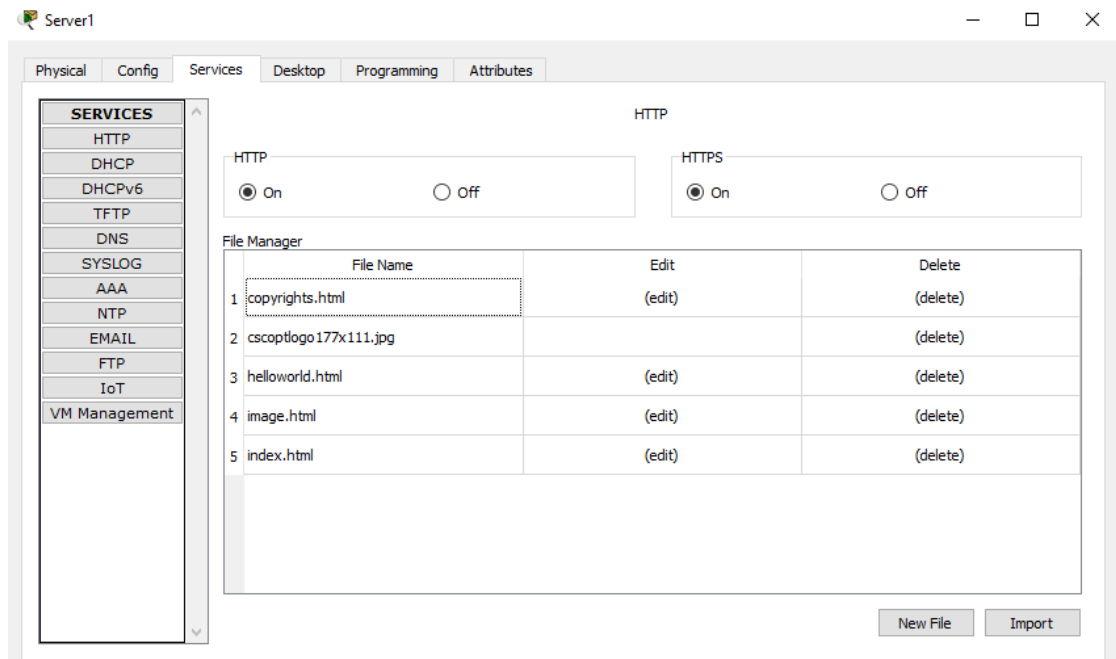 Server1
Physical Config Services Desktop Programming Attributes
SERVICES
HTTP
DHCP
DHCPv6
TFTP
DNS
SYSLOG
AAA
NTP
EMAIL
FTP
IoT
VM Management
HTTP
HTTP
On Off
HTTPS
On Off
File Manager
File Name Edit Delete
1 copyrights.html (edit) (delete)
2 cscoptlogo177x111.jpg (delete)
3 helloworld.html (edit) (delete)
4 image.html (edit) (delete)
5 index.html (edit) (delete)
New File Import